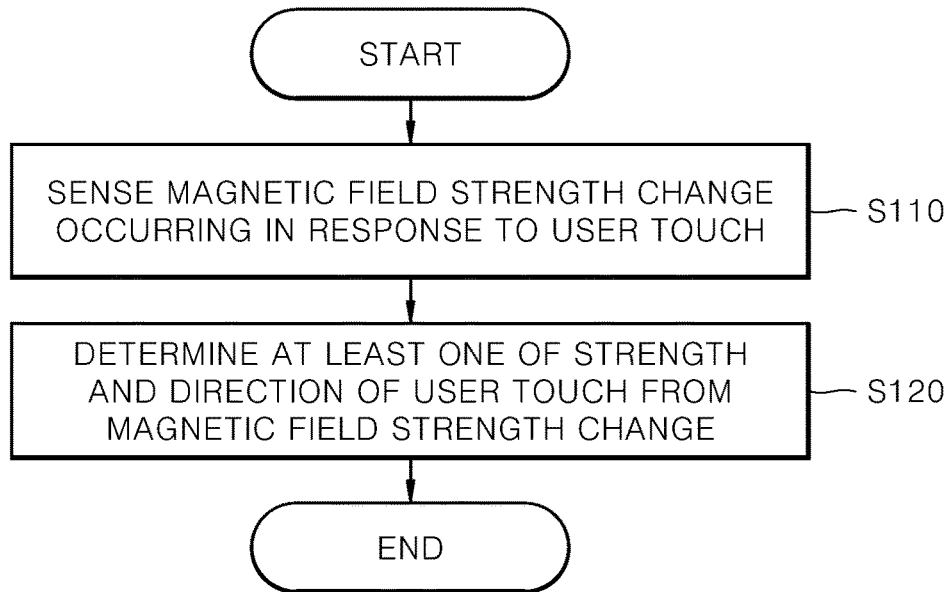 START
SENSE MAGNETIC FIELD STRENGTH CHANGE
OCCURRING IN RESPONSE TO USER TOUCH
S110
DETERMINE AT LEAST ONE OF STRENGTH
AND DIRECTION OF USER TOUCH FROM
MAGNETIC FIELD STRENGTH CHANGE
S120
END